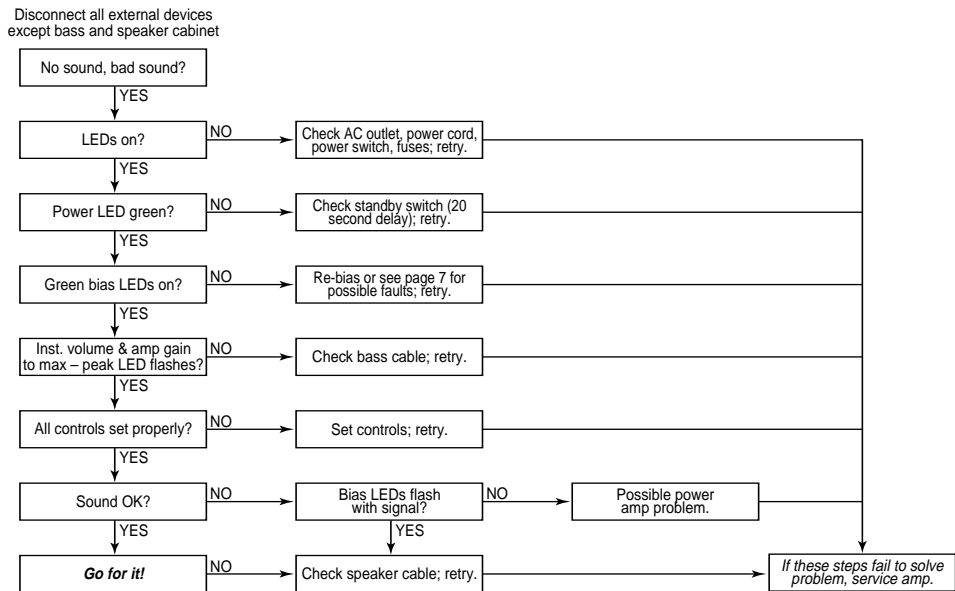 Disconnect all external devices
except bass and speaker cabinet
No sound, bad sound?
YES
LEDs on?
NO
Check AC outlet, power cord,
power switch, fuses; retry.
YES
Power LED green?
NO
Check standby switch (20
second delay); retry.
YES
Green bias LEDs on?
NO
Re-bias or see page 7 for
possible faults; retry.
YES
Inst. volume & amp gain
to max – peak LED flashes?
NO
Check bass cable; retry.
YES
All controls set properly?
NO
Set controls; retry.
YES
Sound OK?
NO
Bias LEDs flash
with signal?
NO
Possible power
amp problem.
YES
YES
Go for it!
NO
Check speaker cable; retry.
If these steps fail to solve
problem, service amp.